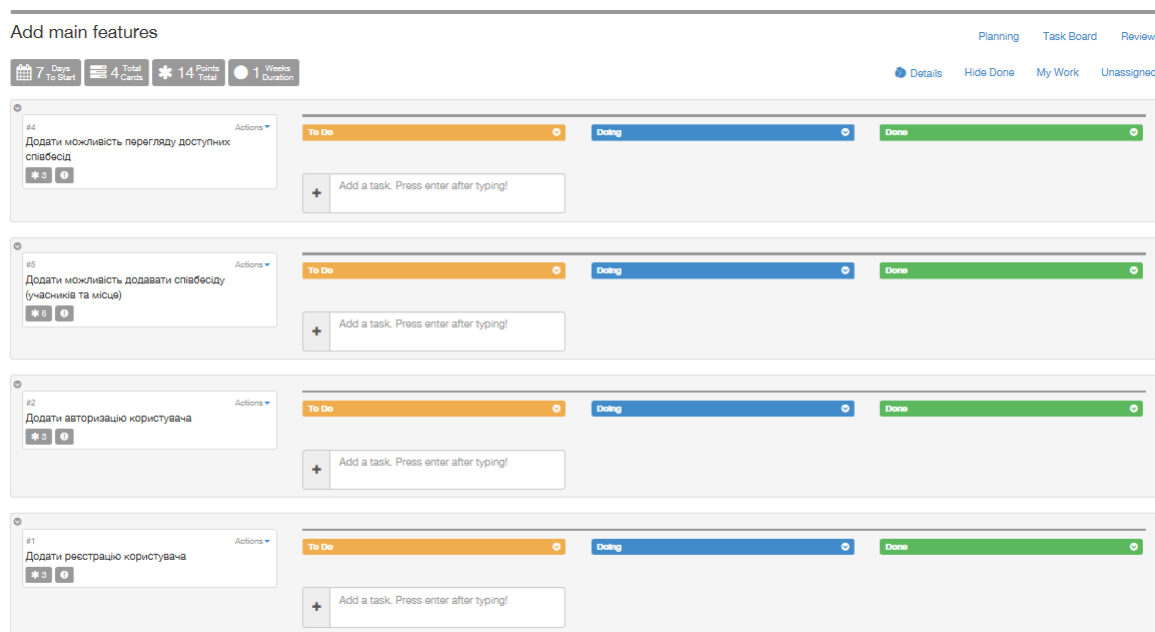 Add main features
Planning Task Board Review
7 Days To Start 4 Total Cards 14 Points Total 1 Weeks Duration
Details Hide Done My Work Unassigned
#4 Actions
Додати можливість перегляду доступних
співбесід
3
To Do Doing Done
Add a task. Press enter after typing!
#5 Actions
Додати можливість додавати співбесіду
(учасників та місце)
To Do Doing Done
Add a task. Press enter after typing!
#2 Actions
Додати авторизацію користувача
3
To Do Doing Done
Add a task. Press enter after typing!
#1 Actions
Додати реєстрацію користувача
3
To Do Doing Done
Add a task. Press enter after typing!